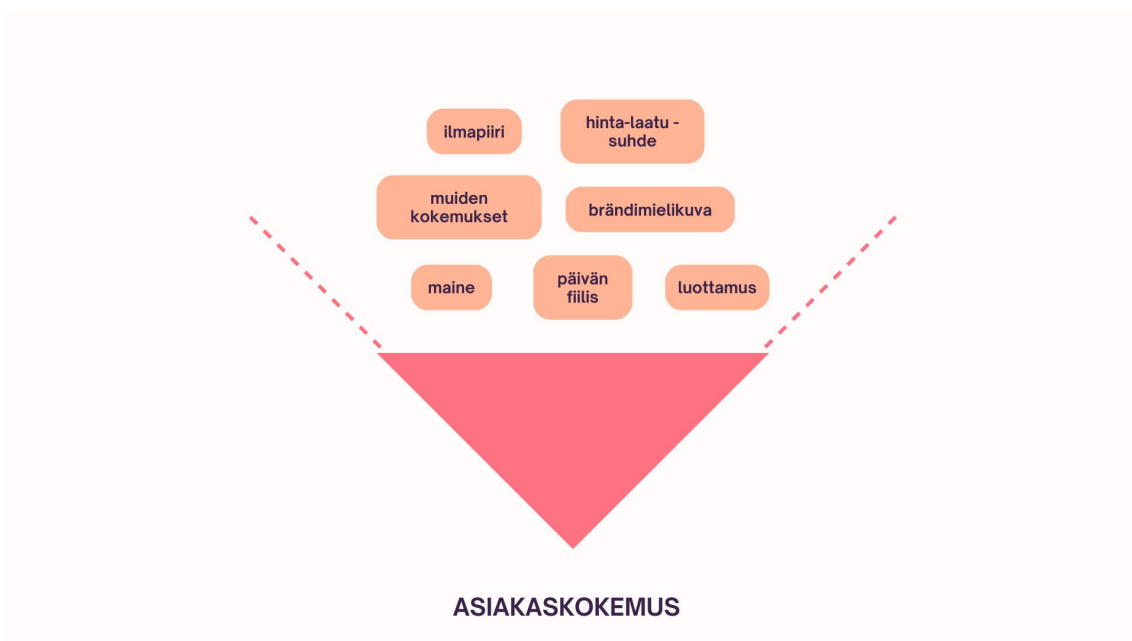 ilmapiiri
hinta-laatu -
suhde
muiden
kokemukset
brändimielikuva
maine
päivän
fiilis
luottamus
ASIAKASKOKEMUS